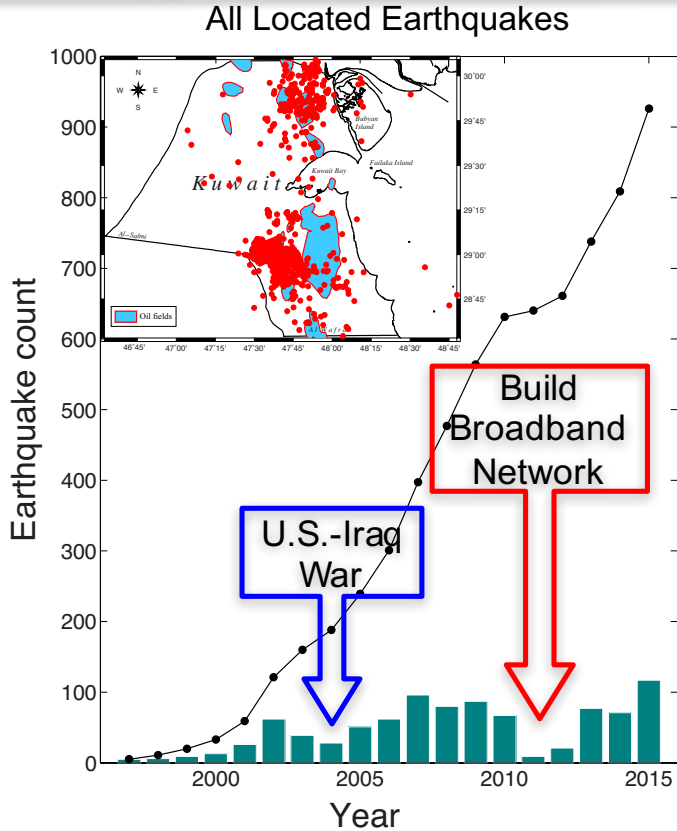 All Located Earthquakes
1000
900
800
700
600
500
400
300
200
100
0
Earthquake count
N
W E
S
Bubyan
Island
Kuwait Bay
Failaka Island
Kuwait
Al-Salmi
Oil fields
Al Wafra
30˚00'
29˚45'
29˚30'
29˚15'
29˚00'
28˚45'
46˚45' 47˚00' 47˚15' 47˚30' 47˚45' 48˚00' 48˚15' 48˚30' 48˚45'
Build
Broadband
Network
U.S.-Iraq
War
2000 2005 2010 2015
Year